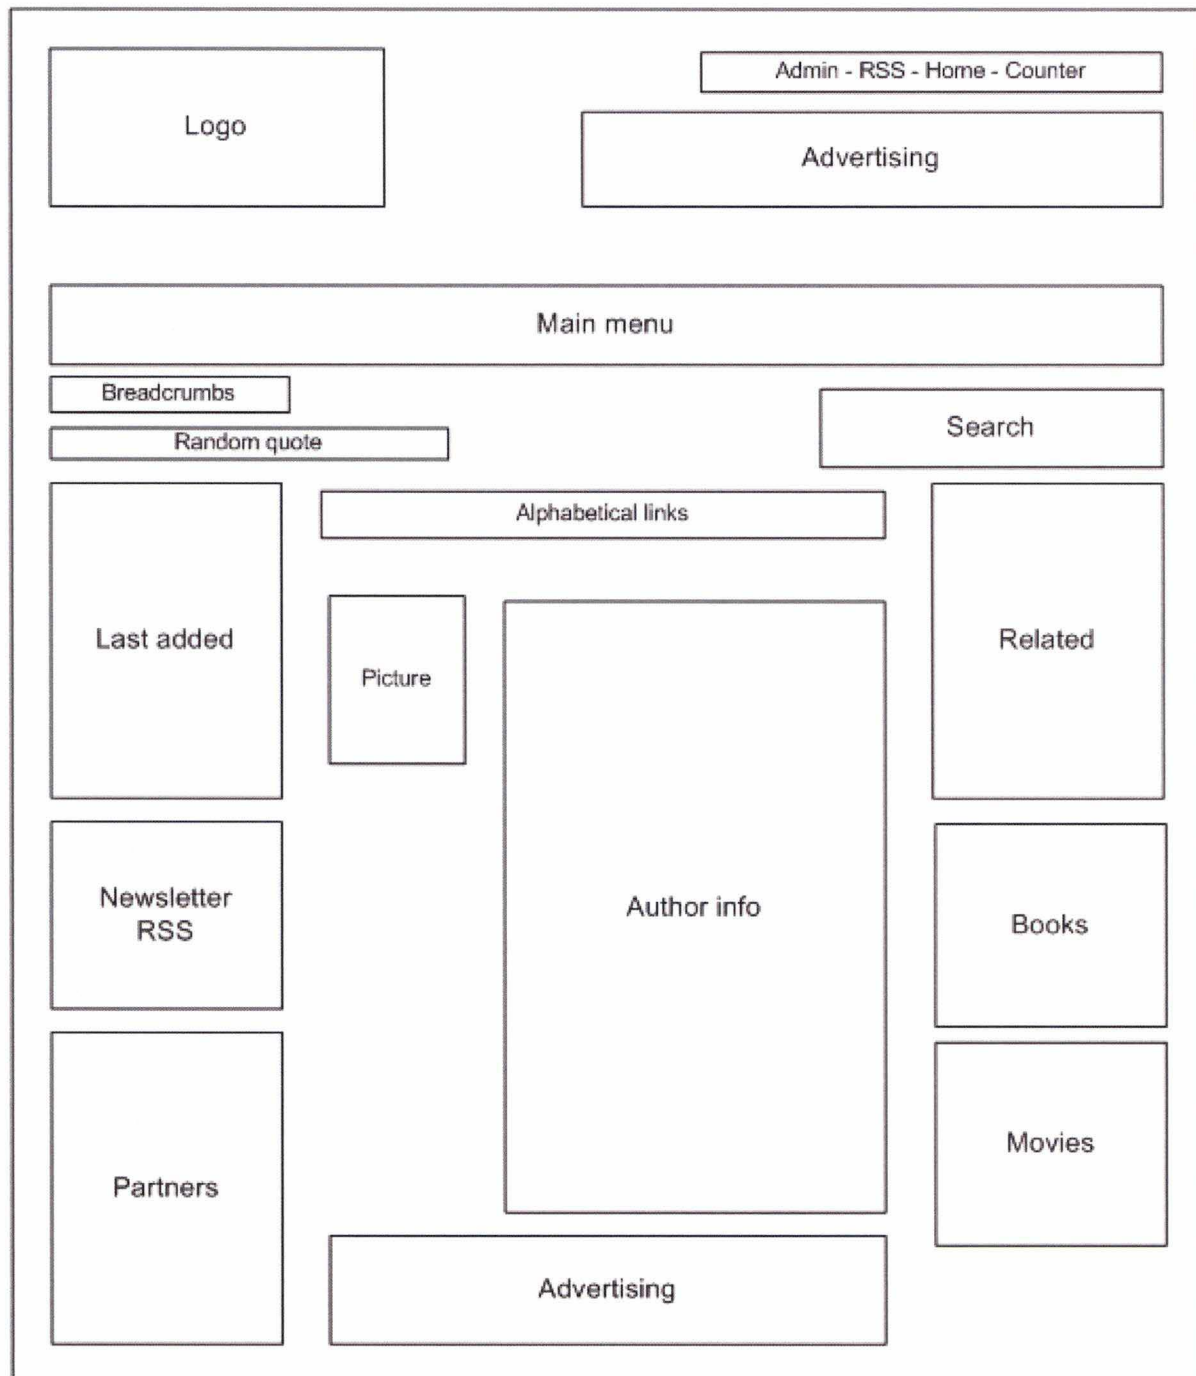 Logo
Admin - RSS - Home - Counter
Advertising
Main menu
Breadcrumbs
Random quote
Search
Last added
Alphabetical links
Related
Picture
Author info
Newsletter
RSS
Books
Partners
Movies
Advertising